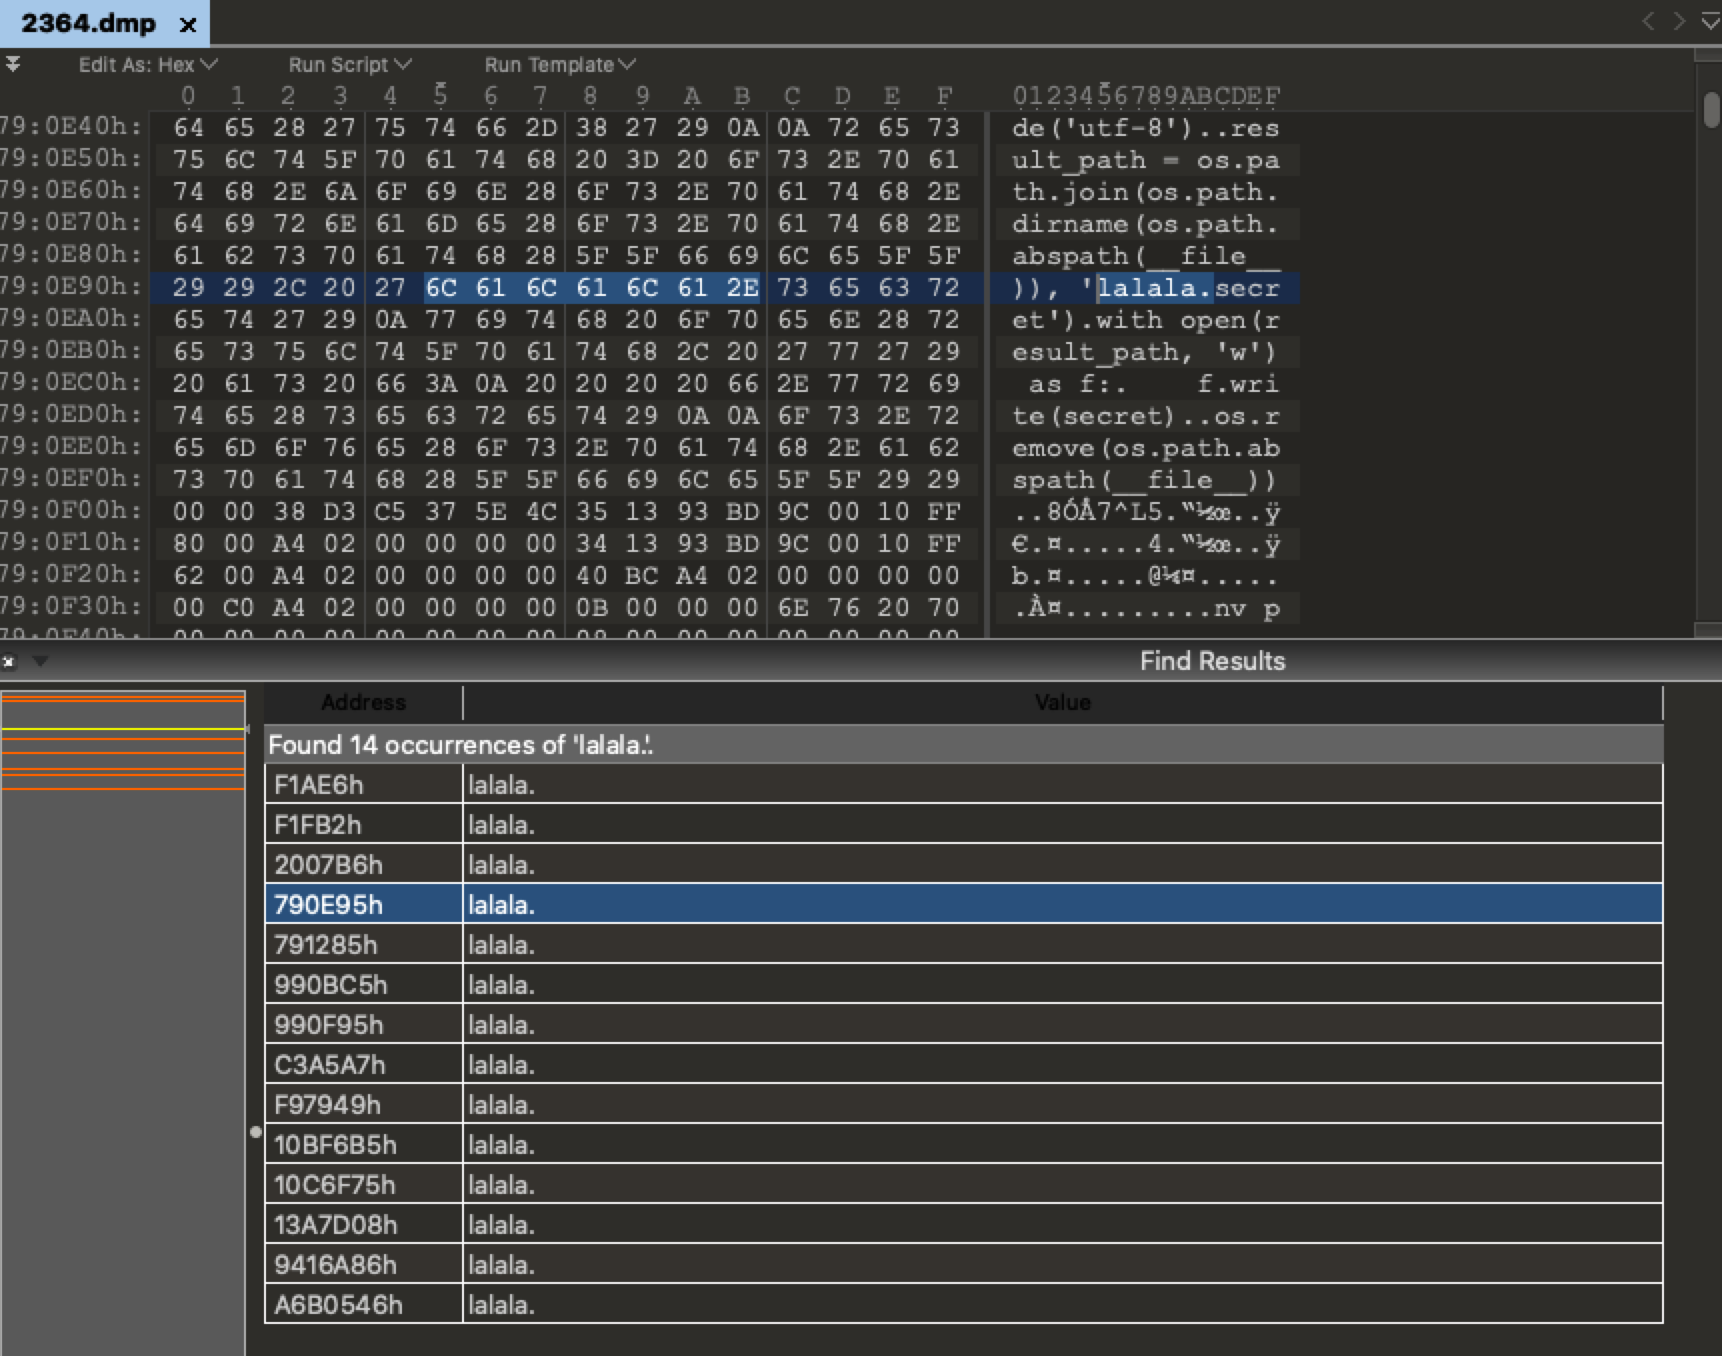 2364.dmp ×
Edit As: Hex Run Script Run Template
0 1 2 3 4 5 6 7 8 9 A B C D E F 0123456789ABCDEF
79:0E40h: 64 65 28 27 75 74 66 2D 38 27 29 0A 0A 72 65 73 de('utf-8')..res
79:0E50h: 75 6C 74 5F 70 61 74 68 20 3D 20 6F 73 2E 70 61 ult_path = os.pa
79:0E60h: 74 68 2E 6A 6F 69 6E 28 6F 73 2E 70 61 74 68 2E th.join(os.path.
79:0E70h: 64 69 72 6E 61 6D 65 28 6F 73 2E 70 61 74 68 2E dirname(os.path.
79:0E80h: 61 62 73 70 61 74 68 28 5F 5F 66 69 6C 65 5F 5F abspath(__file__
79:0E90h: 29 29 2C 20 27 6C 61 6C 61 6C 61 2E 73 65 63 72 )), 'lalala.secr
79:0EA0h: 65 74 27 29 0A 77 69 74 68 20 6F 70 65 6E 28 72 et').with open(r
79:0EB0h: 65 73 75 6C 74 5F 70 61 74 68 2C 20 27 77 27 29 esult_path, 'w')
79:0EC0h: 20 61 73 20 66 3A 0A 20 20 20 20 66 2E 77 72 69 as f:.    f.wri
79:0ED0h: 74 65 28 73 65 63 72 65 74 29 0A 0A 6F 73 2E 72 te(secret)..os.r
79:0EE0h: 65 6D 6F 76 65 28 6F 73 2E 70 61 74 68 2E 61 62 emove(os.path.ab
79:0EF0h: 73 70 61 74 68 28 5F 5F 66 69 6C 65 5F 5F 29 29 spath(__file__))
79:0F00h: 00 00 38 D3 C5 37 5E 4C 35 13 93 BD 9C 00 10 FF ..8ÓÅ7^L5.“½œ..ÿ
79:0F10h: 80 00 A4 02 00 00 00 00 34 13 93 BD 9C 00 10 FF €.¤.....4.“½œ..ÿ
79:0F20h: 62 00 A4 02 00 00 00 00 40 BC A4 02 00 00 00 00 b.¤.....@¼¤.....
79:0F30h: 00 C0 A4 02 00 00 00 00 0B 00 00 00 6E 76 20 70 .À¤.........nv p
Find Results
Address Value
Found 14 occurrences of 'lalala.'.
F1AE6h lalala.
F1FB2h lalala.
2007B6h lalala.
790E95h lalala.
791285h lalala.
990BC5h lalala.
990F95h lalala.
C3A5A7h lalala.
F97949h lalala.
10BF6B5h lalala.
10C6F75h lalala.
13A7D08h lalala.
9416A86h lalala.
A6B0546h lalala.